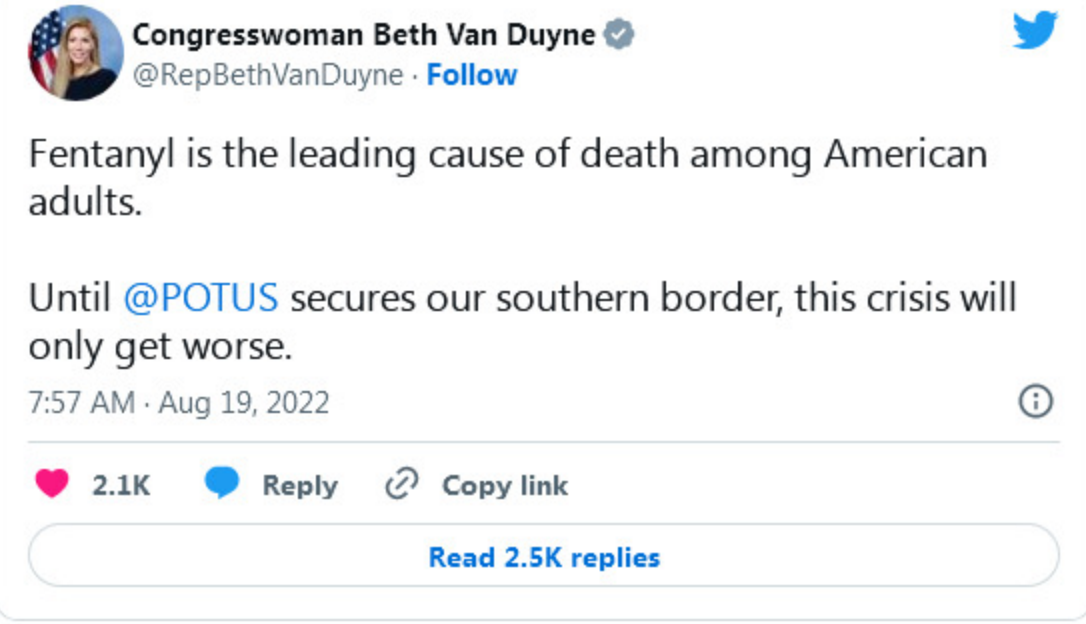 Congresswoman Beth Van Duyne
@RepBethVanDuyne · Follow
Fentanyl is the leading cause of death among American
adults.
Until @POTUS secures our southern border, this crisis will
only get worse.
7:57 AM · Aug 19, 2022
2.1K Reply Copy link
Read 2.5K replies